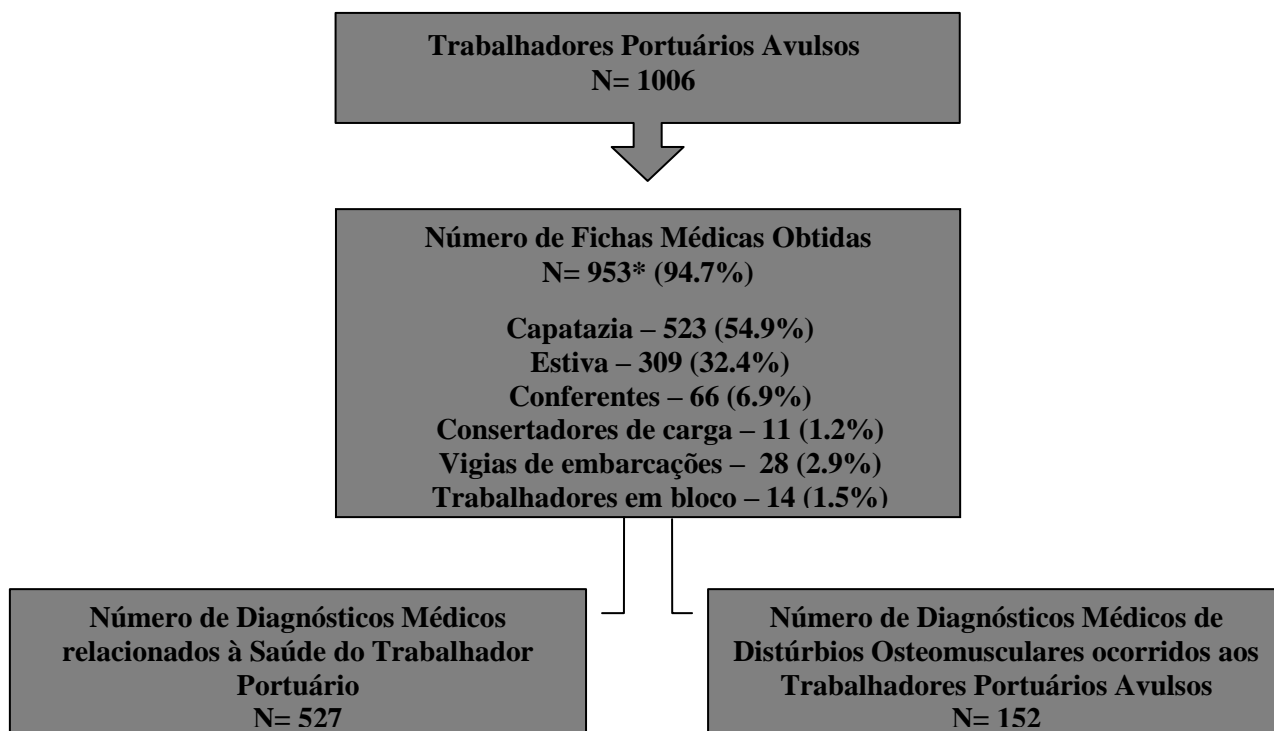 Trabalhadores Portuários Avulsos
N= 1006
Número de Fichas Médicas Obtidas
N= 953* (94.7%)
Capatazia – 523 (54.9%)
Estiva – 309 (32.4%)
Conferentes – 66 (6.9%)
Consertadores de carga – 11 (1.2%)
Vigias de embarcações – 28 (2.9%)
Trabalhadores em bloco – 14 (1.5%)
Número de Diagnósticos Médicos
relacionados à Saúde do Trabalhador
Portuário
N= 527
Número de Diagnósticos Médicos de
Distúrbios Osteomusculares ocorridos aos
Trabalhadores Portuários Avulsos
N= 152